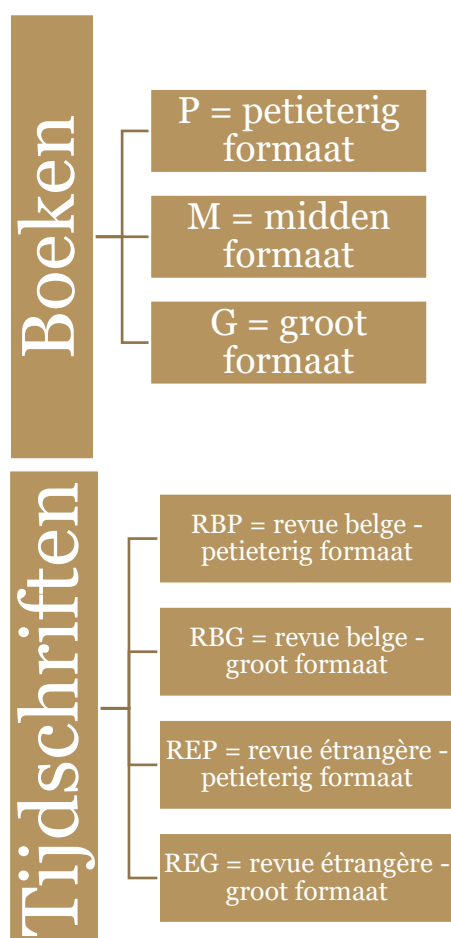 Boeken
P = petieterig
formaat
M = midden
formaat
G = groot
formaat
Tijdschriften
RBP = revue belge -
petieterig formaat
RBG = revue belge -
groot formaat
REP = revue étrangère -
petieterig formaat
REG = revue étrangère -
groot formaat